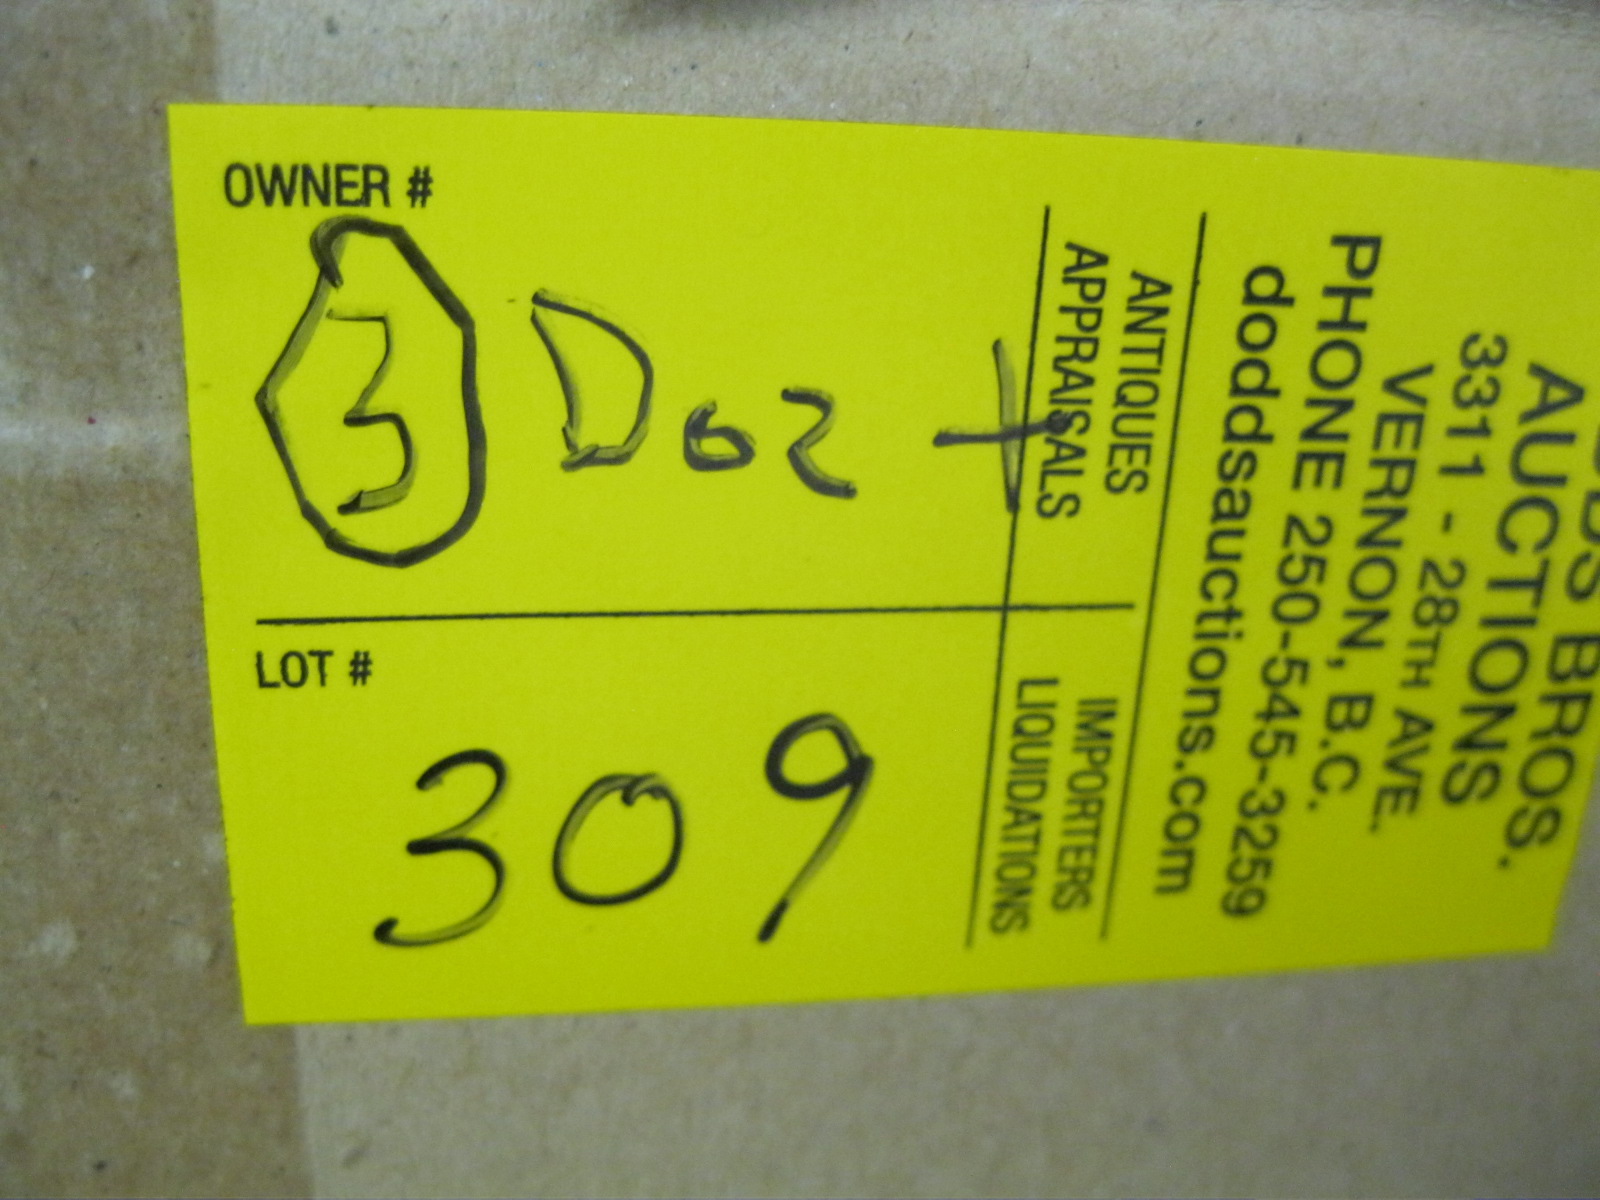 OWNER #
3 Doz +
LOT #
309
BROS.
AUCTIONS
3311 - 28TH AVE.
VERNON, B.C.
PHONE 250-545-3259
doddsauctions.com
ANTIQUES IMPORTERS
APPRAISALS LIQUIDATIONS